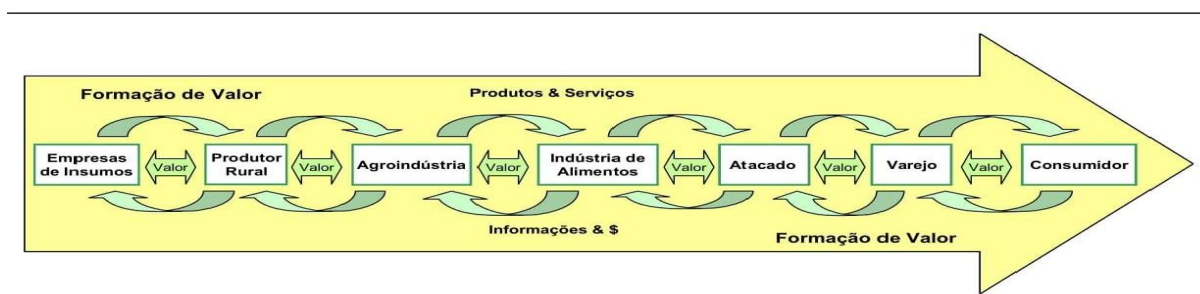 Formação de Valor
Produtos & Serviços
Empresas
de Insumos
Valor
Produtor
Rural
Valor
Agroindústria
Valor
Indústria de
Alimentos
Valor
Atacado
Valor
Varejo
Valor
Consumidor
Informações & $
Formação de Valor